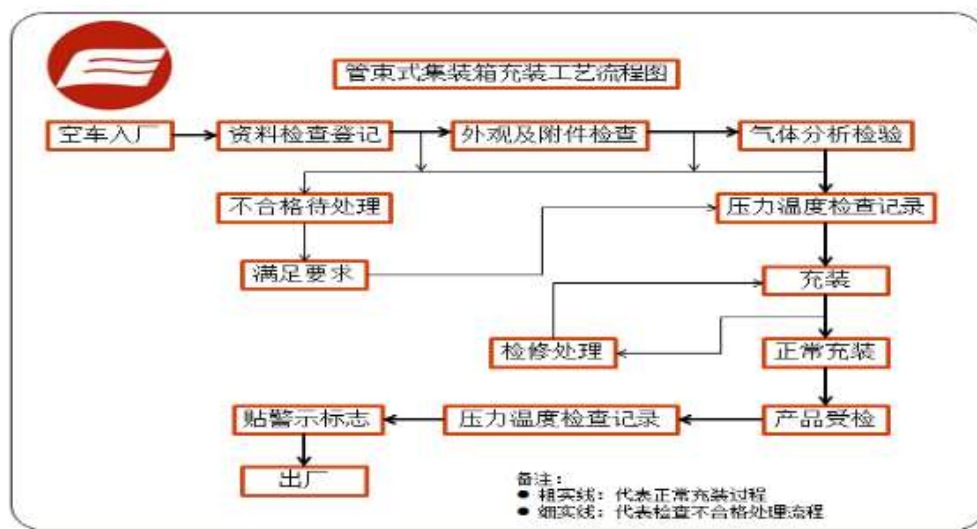 管束式集装箱充装工艺流程图
空车入厂
资料检查登记
外观及附件检查
气体分析检验
不合格待处理
压力温度检查记录
满足要求
充装
检修处理
正常充装
贴警示标志
压力温度检查记录
产品受检
出厂
备注:
● 粗实线: 代表正常充装过程
● 细实线: 代表检查不合格处理流程